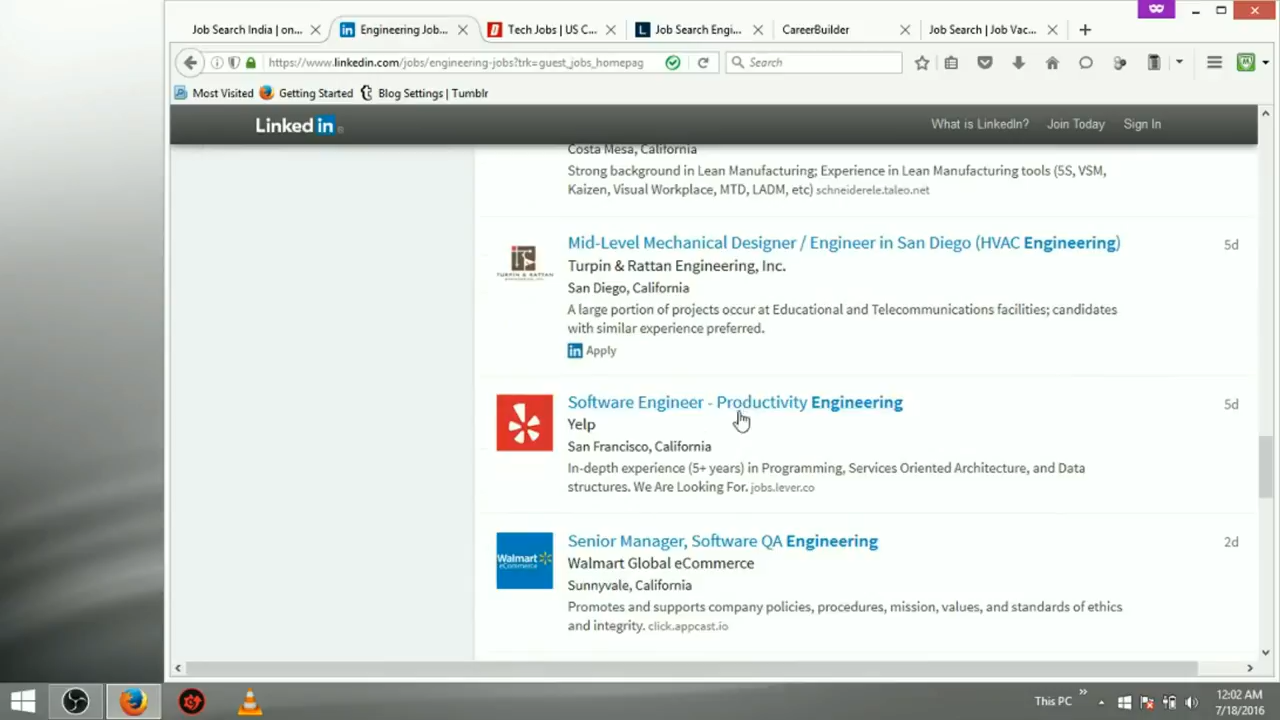 Job Search India | on...
Engineering Job...
Tech Jobs | US C...
Job Search Engi...
CareerBuilder
Job Search | Job Vac...
https://www.linkedin.com/jobs/engineering-jobs?trk=guest_jobs_homepag
Search
Most Visited
Getting Started
Blog Settings | Tumblr
Linked in
What is LinkedIn?
Join Today
Sign In
Costa Mesa, California
Strong background in Lean Manufacturing; Experience in Lean Manufacturing tools (5S, VSM,
Kaizen, Visual Workplace, MTD, LADM, etc) schneiderele.taleo.net
TURPIN & RATTAN
Mid-Level Mechanical Designer / Engineer in San Diego (HVAC Engineering)
5d
Turpin & Rattan Engineering, Inc.
San Diego, California
A large portion of projects occur at Educational and Telecommunications facilities; candidates
with similar experience preferred.
in Apply
Software Engineer - Productivity Engineering
5d
Yelp
San Francisco, California
In-depth experience (5+ years) in Programming, Services Oriented Architecture, and Data
structures. We Are Looking For. jobs.lever.co
Walmart
eCommerce
Senior Manager, Software QA Engineering
2d
Walmart Global eCommerce
Sunnyvale, California
Promotes and supports company policies, procedures, mission, values, and standards of ethics
and integrity. click.appcast.io
This PC
12:02 AM
7/18/2016